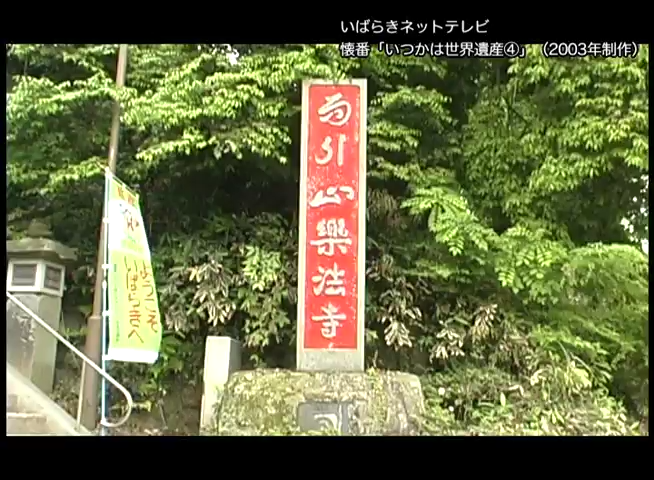 いばらきネットテレビ
懐番「いつかは世界遺産④」（2003年制作）
雨引山樂法寺
ようこそ
いばらきへ